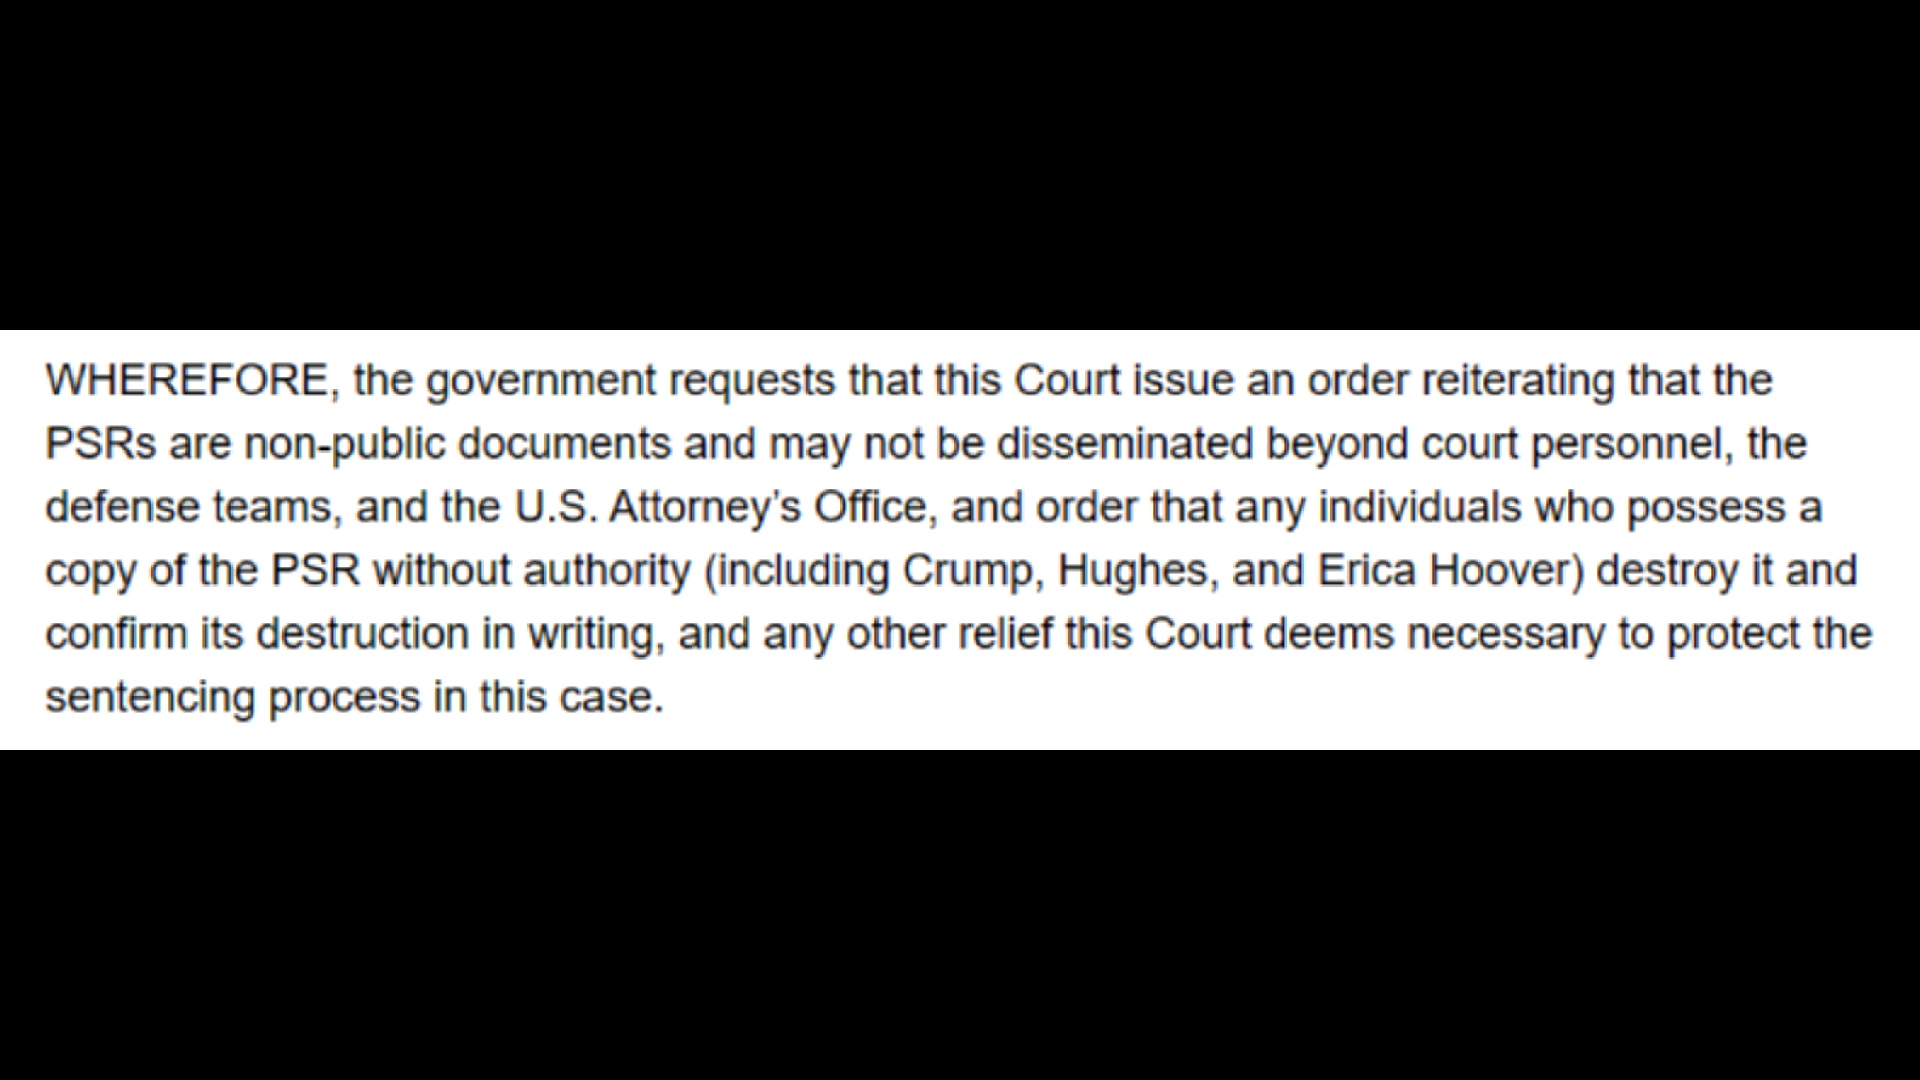 WHEREFORE, the government requests that this Court issue an order reiterating that the
PSRs are non-public documents and may not be disseminated beyond court personnel, the
defense teams, and the U.S. Attorney’s Office, and order that any individuals who possess a
copy of the PSR without authority (including Crump, Hughes, and Erica Hoover) destroy it and
confirm its destruction in writing, and any other relief this Court deems necessary to protect the
sentencing process in this case.